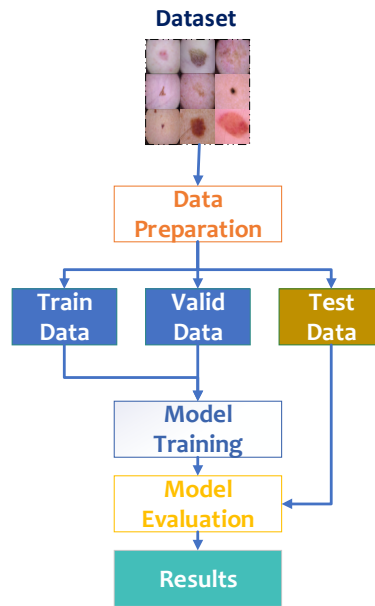 Dataset
Data
Preparation
Train
Data
Valid
Data
Test
Data
Model
Training
Model
Evaluation
Results